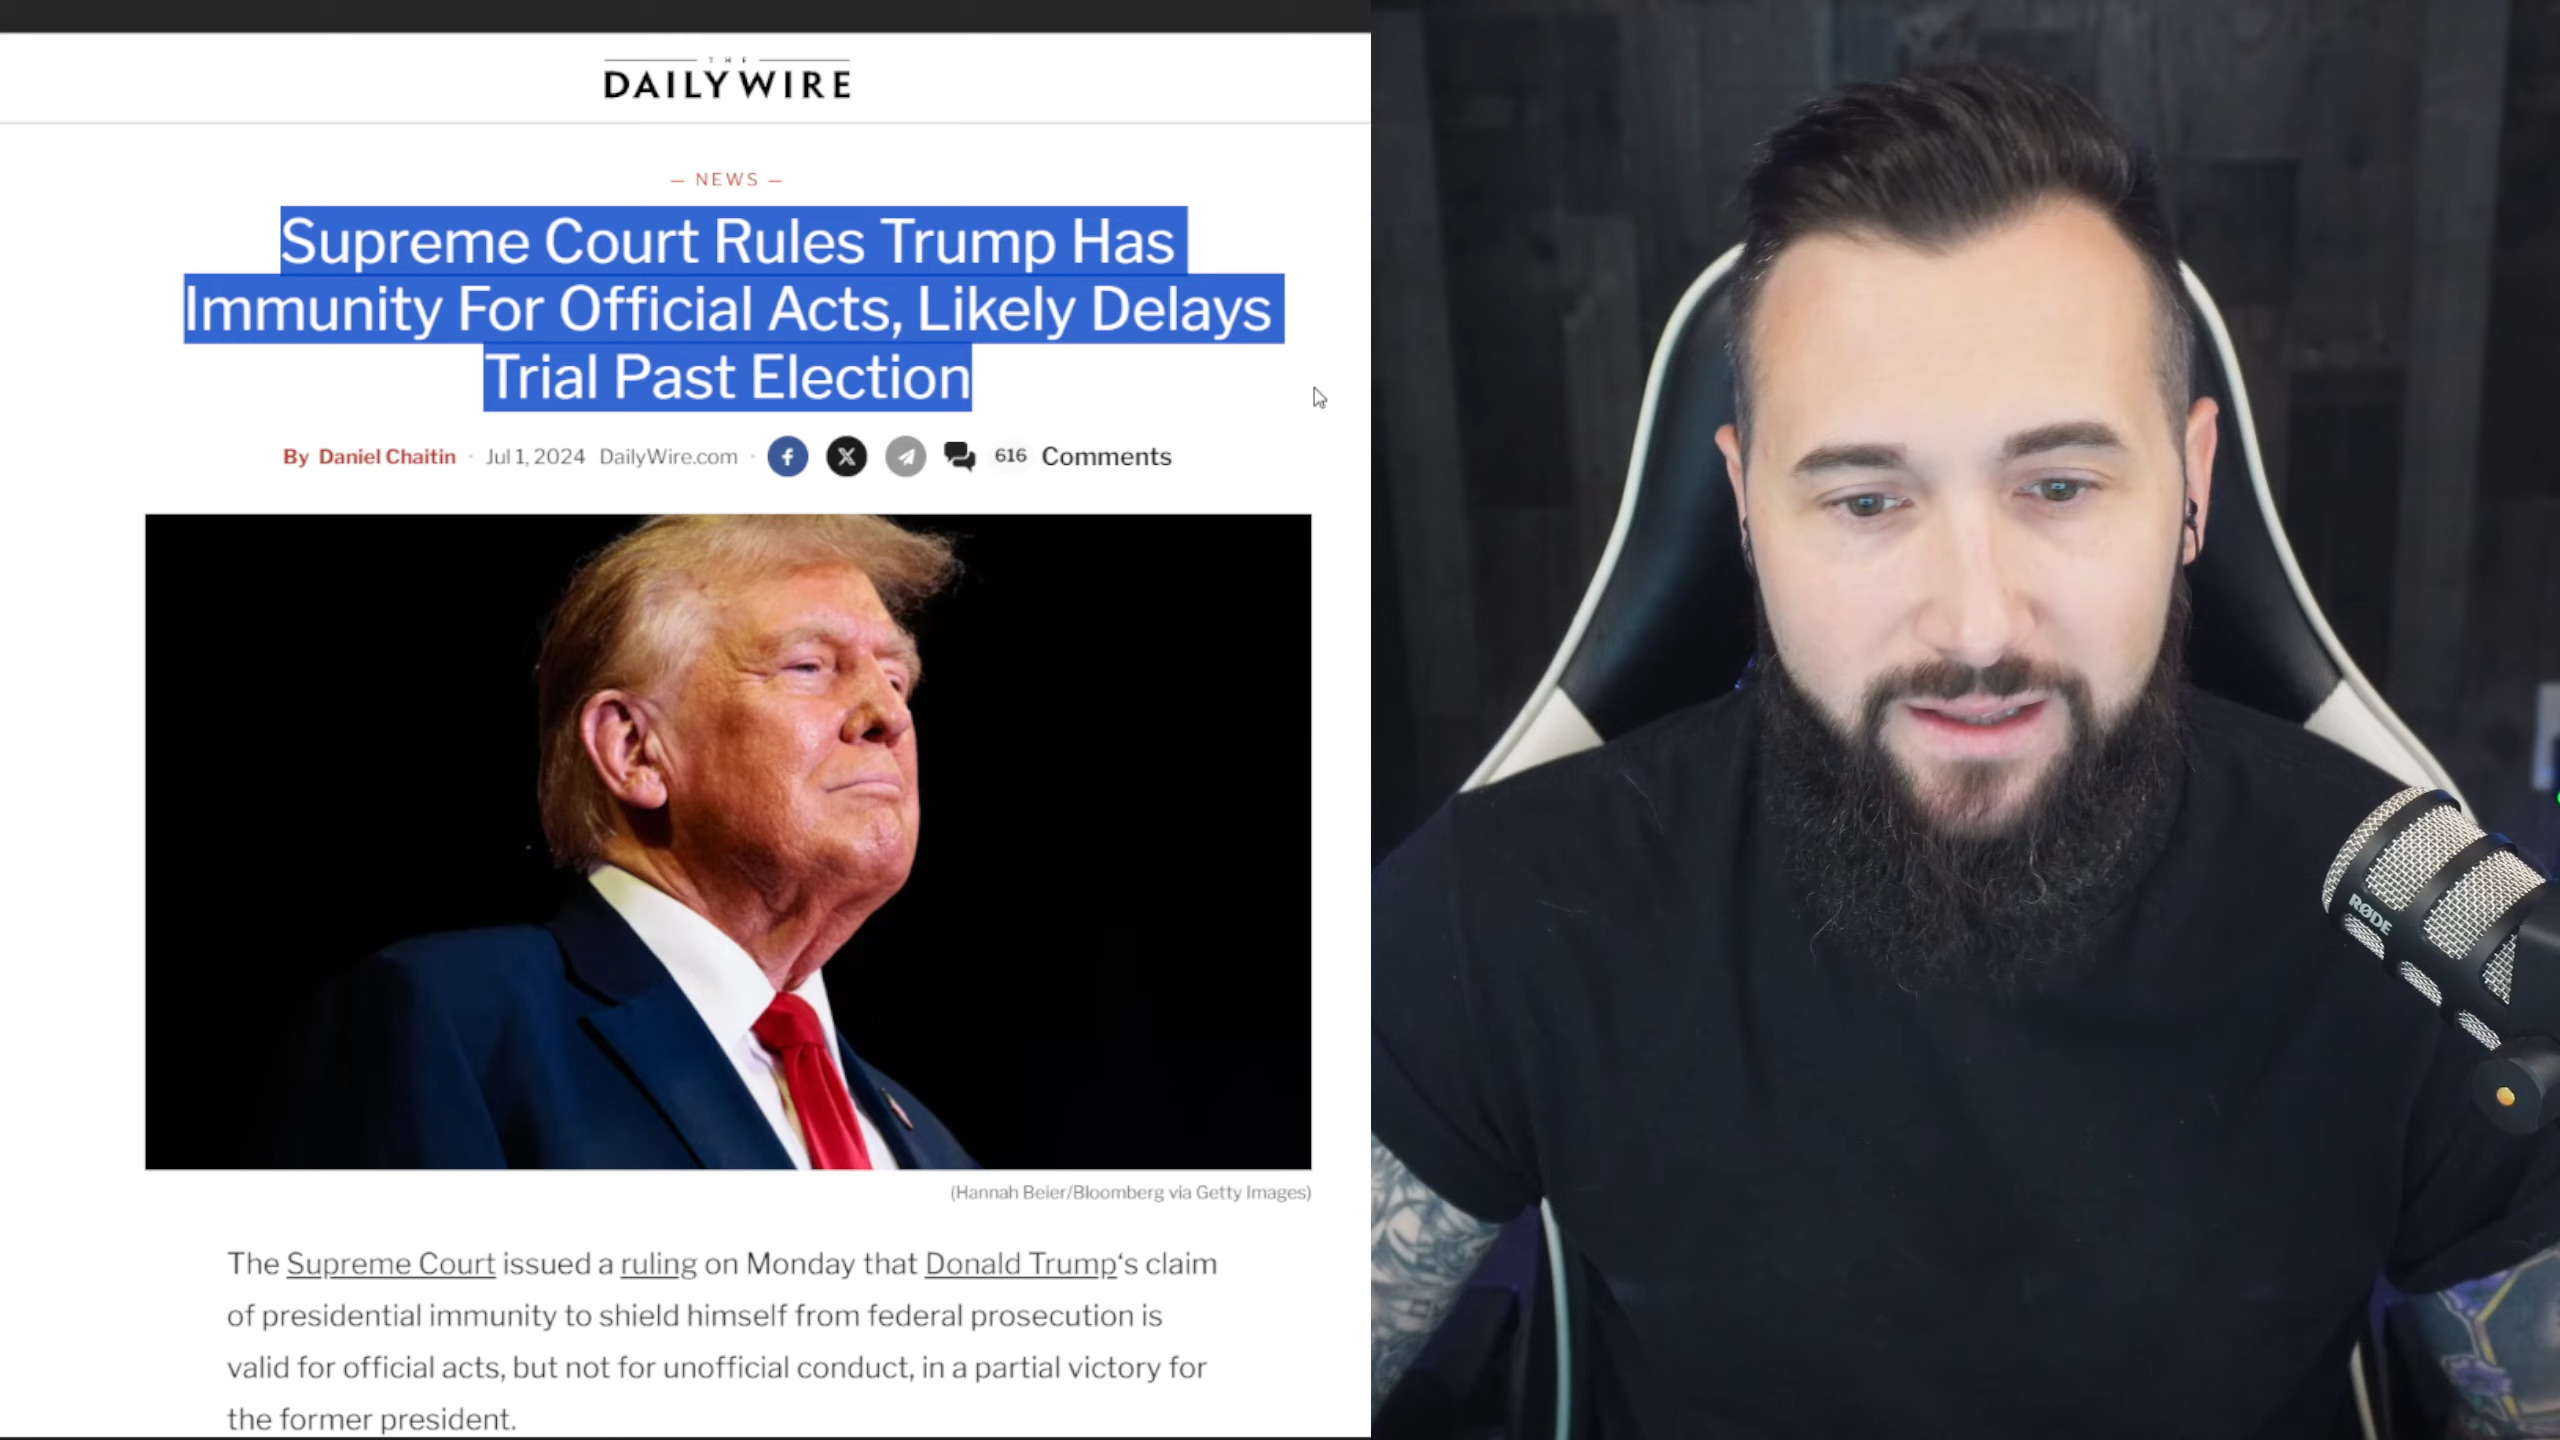 THE
DAILY WIRE
— NEWS —
Supreme Court Rules Trump Has
Immunity For Official Acts, Likely Delays
Trial Past Election
By Daniel Chaitin · Jul 1, 2024 DailyWire.com · 616 Comments
(Hannah Beier/Bloomberg via Getty Images)
The Supreme Court issued a ruling on Monday that Donald Trump‘s claim
of presidential immunity to shield himself from federal prosecution is
valid for official acts, but not for unofficial conduct, in a partial victory for
the former president.
RØDE